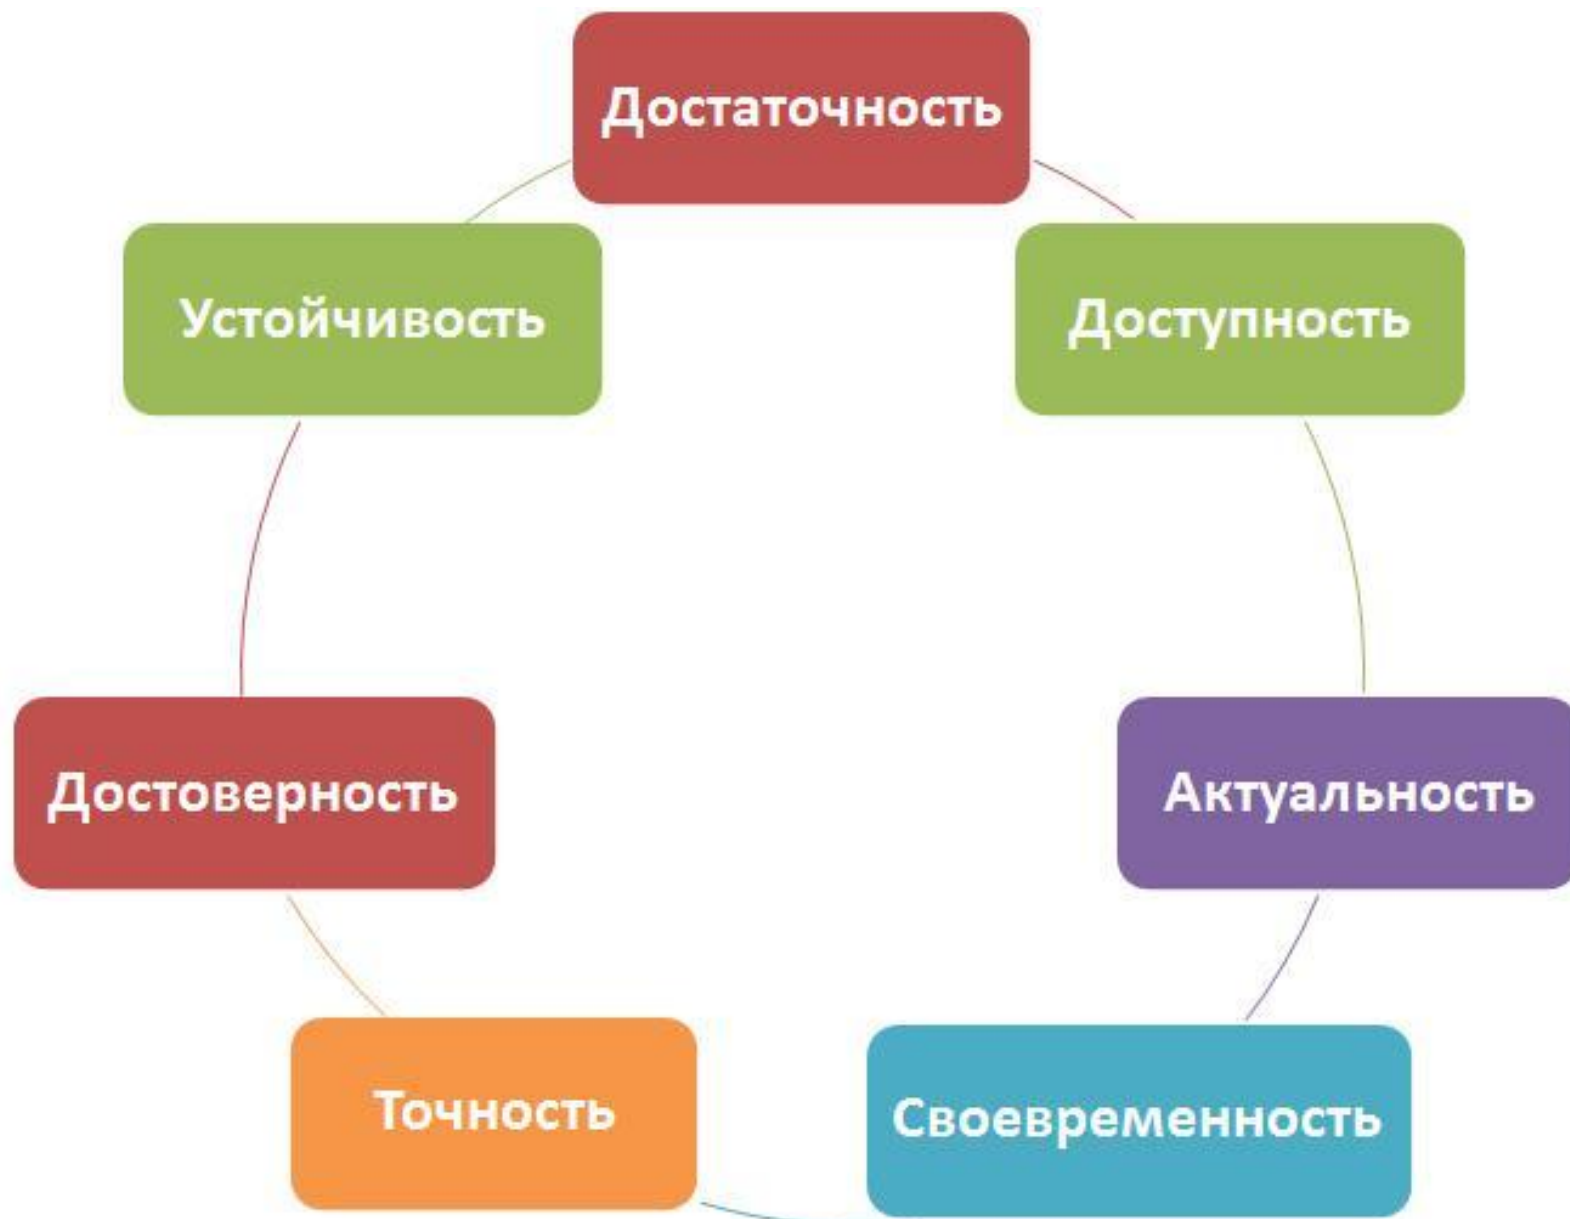 Достаточность
Устойчивость
Доступность
Достоверность
Актуальность
Точность
Своевременность